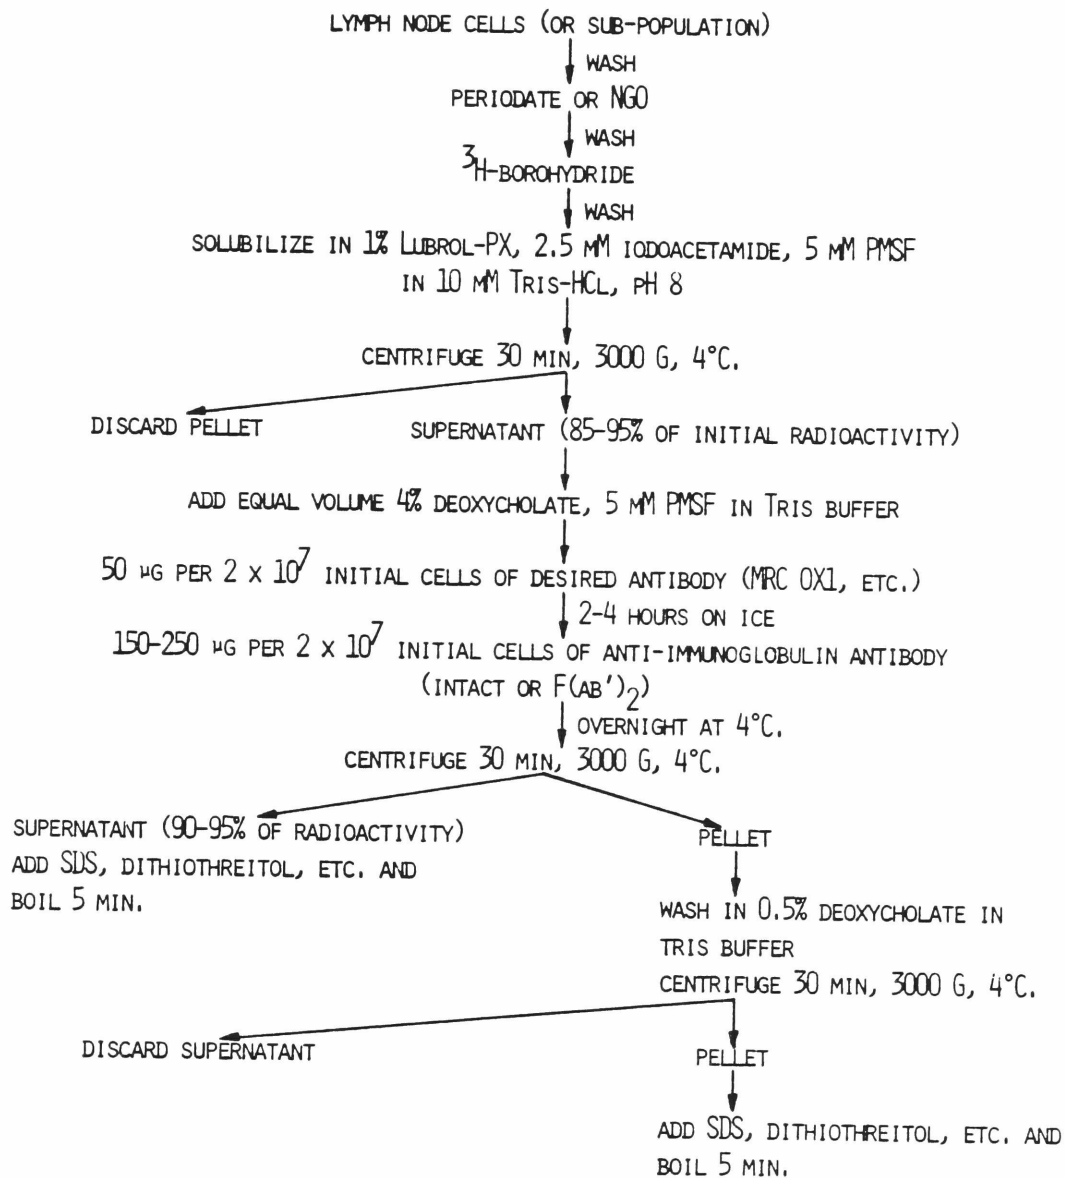 LYMPH NODE CELLS (OR SUB-POPULATION)
WASH
PERIODATE OR NGO
WASH
³H-BOROHYDRIDE
WASH
SOLUBILIZE IN 1% LUBROL-PX, 2.5 MM IODOACETAMIDE, 5 MM PMSF
IN 10 MM TRIS-HCL, PH 8
CENTRIFUGE 30 MIN, 3000 G, 4°C.
DISCARD PELLET
SUPERNATANT (85-95% OF INITIAL RADIOACTIVITY)
ADD EQUAL VOLUME 4% DEOXYCHOLATE, 5 MM PMSF IN TRIS BUFFER
50 µG PER 2 X 10⁷ INITIAL CELLS OF DESIRED ANTIBODY (MRC OX1, ETC.)
2-4 HOURS ON ICE
150-250 µG PER 2 X 10⁷ INITIAL CELLS OF ANTI-IMMUNOGLOBULIN ANTIBODY
(INTACT OR F(AB')₂)
OVERNIGHT AT 4°C.
CENTRIFUGE 30 MIN, 3000 G, 4°C.
SUPERNATANT (90-95% OF RADIOACTIVITY)
ADD SDS, DITHIOTHREITOL, ETC. AND
BOIL 5 MIN.
PELLET
WASH IN 0.5% DEOXYCHOLATE IN
TRIS BUFFER
CENTRIFUGE 30 MIN, 3000 G, 4°C.
DISCARD SUPERNATANT
PELLET
ADD SDS, DITHIOTHREITOL, ETC. AND
BOIL 5 MIN.